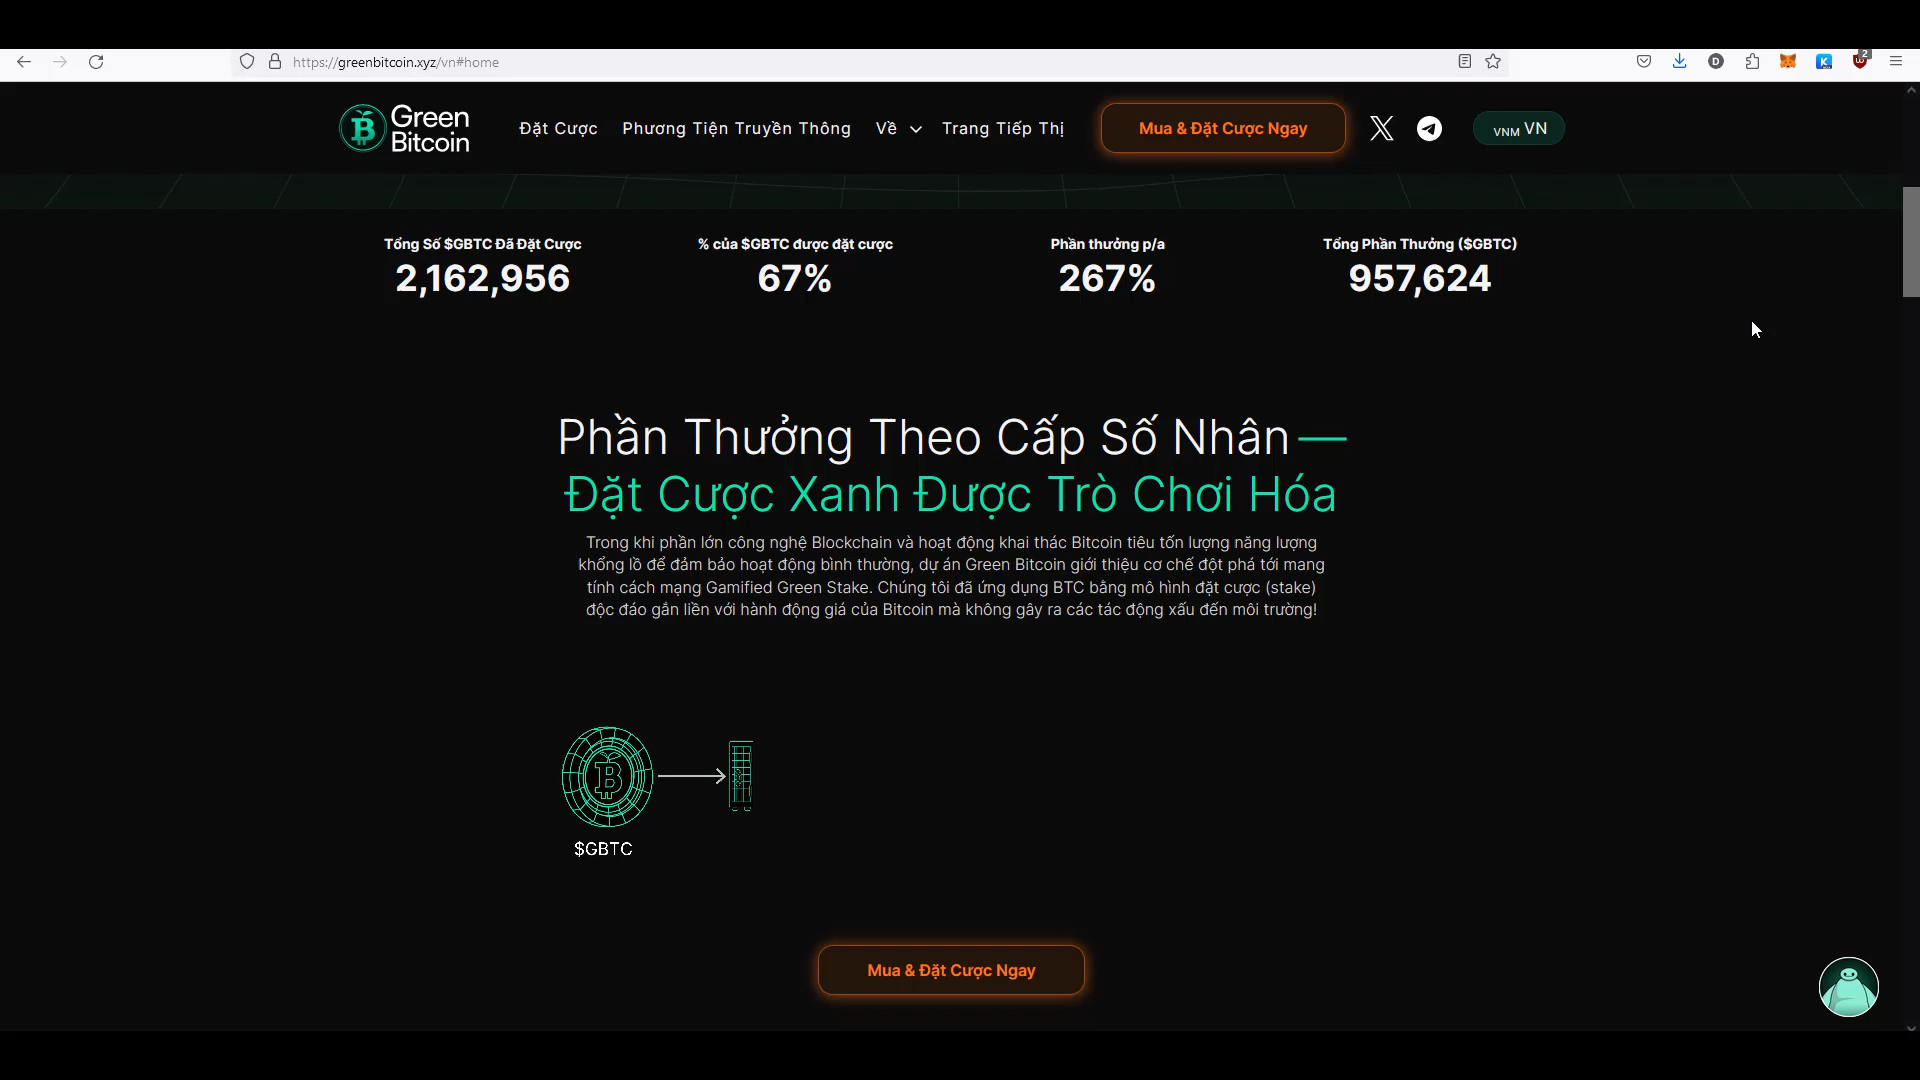 https://greenbitcoin.xyz/vn#home
D
K
2
Green
Bitcoin
Đặt Cược
Phương Tiện Truyền Thông
Về
Trang Tiếp Thị
Mua & Đặt Cược Ngay
VNM VN
Tổng Số $GBTC Đã Đặt Cược
2,162,956
% của $GBTC được đặt cược
67%
Phần thưởng p/a
267%
Tổng Phần Thưởng ($GBTC)
957,624
Phần Thưởng Theo Cấp Số Nhân —
Đặt Cược Xanh Được Trò Chơi Hóa
Trong khi phần lớn công nghệ Blockchain và hoạt động khai thác Bitcoin tiêu tốn lượng năng lượng
khổng lồ để đảm bảo hoạt động bình thường, dự án Green Bitcoin giới thiệu cơ chế đột phá tới mang
tính cách mạng Gamified Green Stake. Chúng tôi đã ứng dụng BTC bằng mô hình đặt cược (stake)
độc đáo gắn liền với hành động giá của Bitcoin mà không gây ra các tác động xấu đến môi trường!
$GBTC
Mua & Đặt Cược Ngay